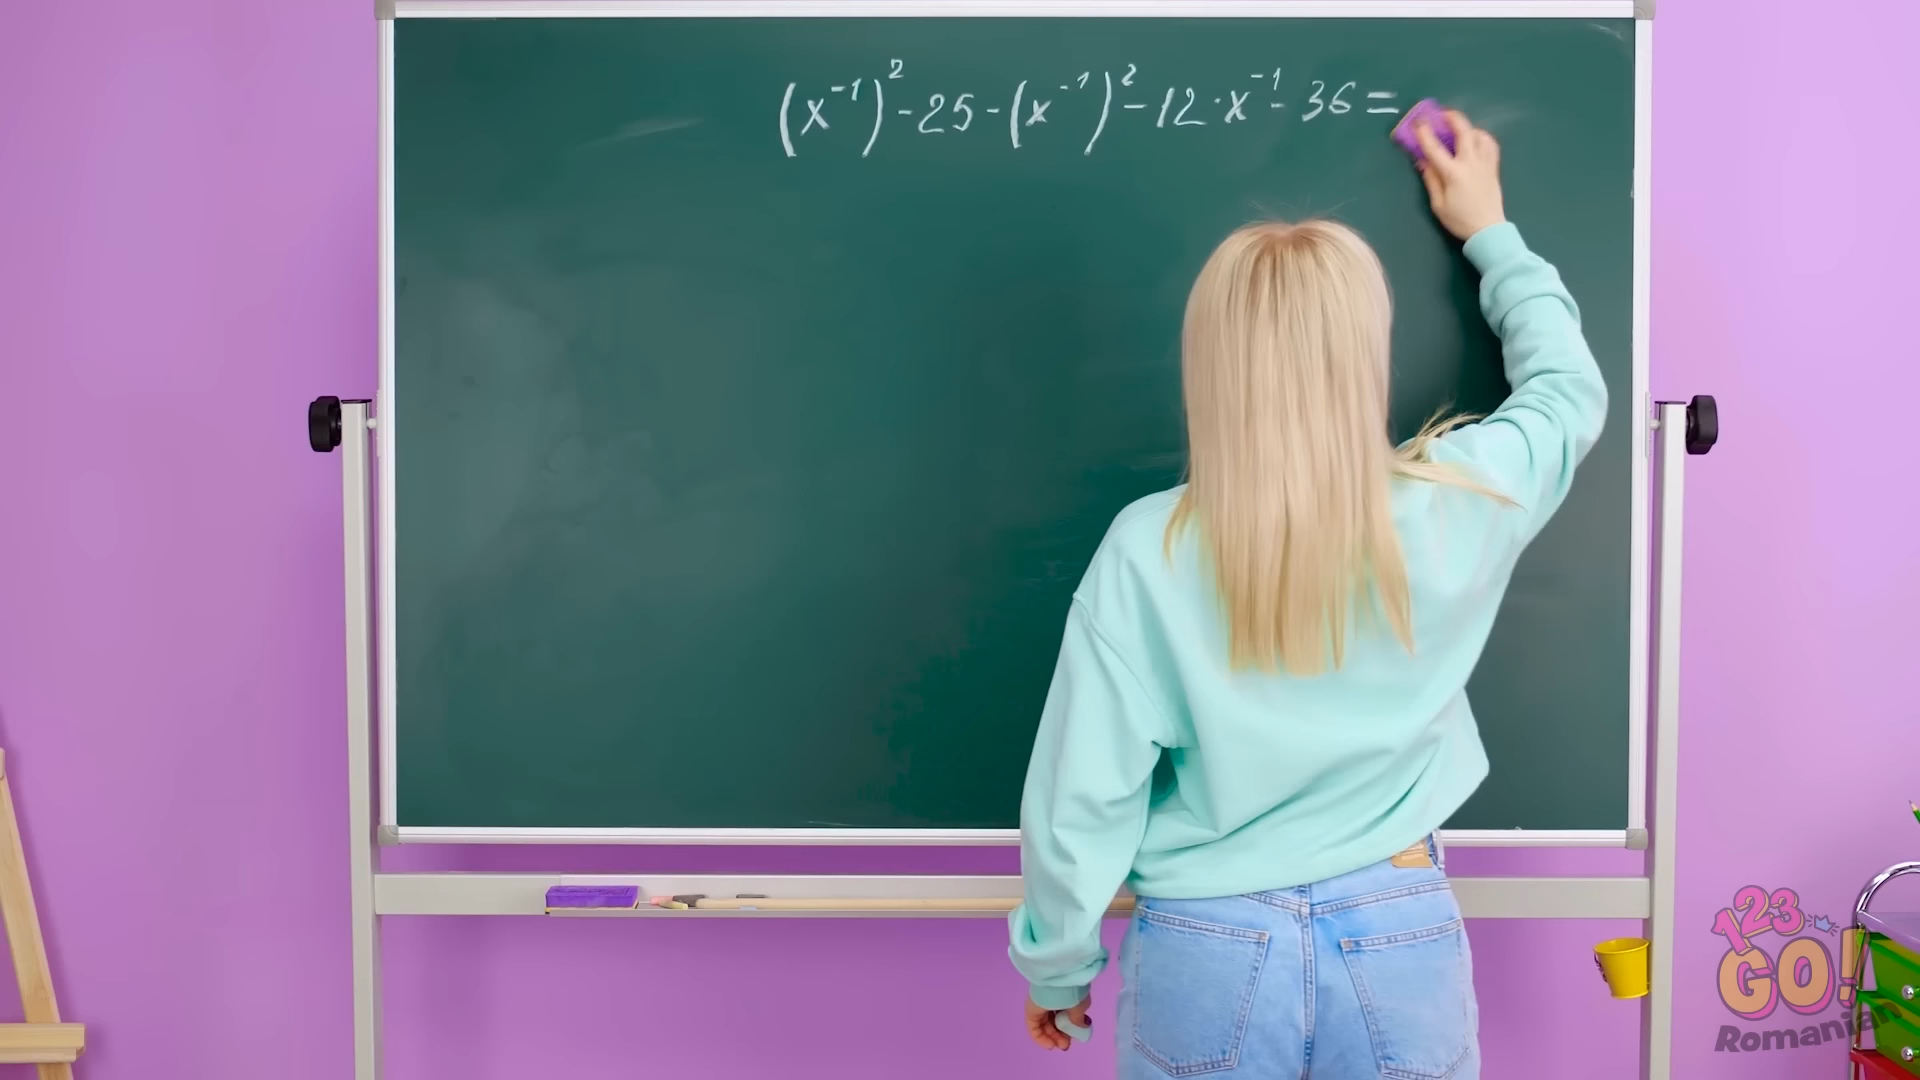 (x⁻¹)² - 25 - (x⁻¹)² - 12 · x⁻¹ - 36 =
123
GO!
Romanian